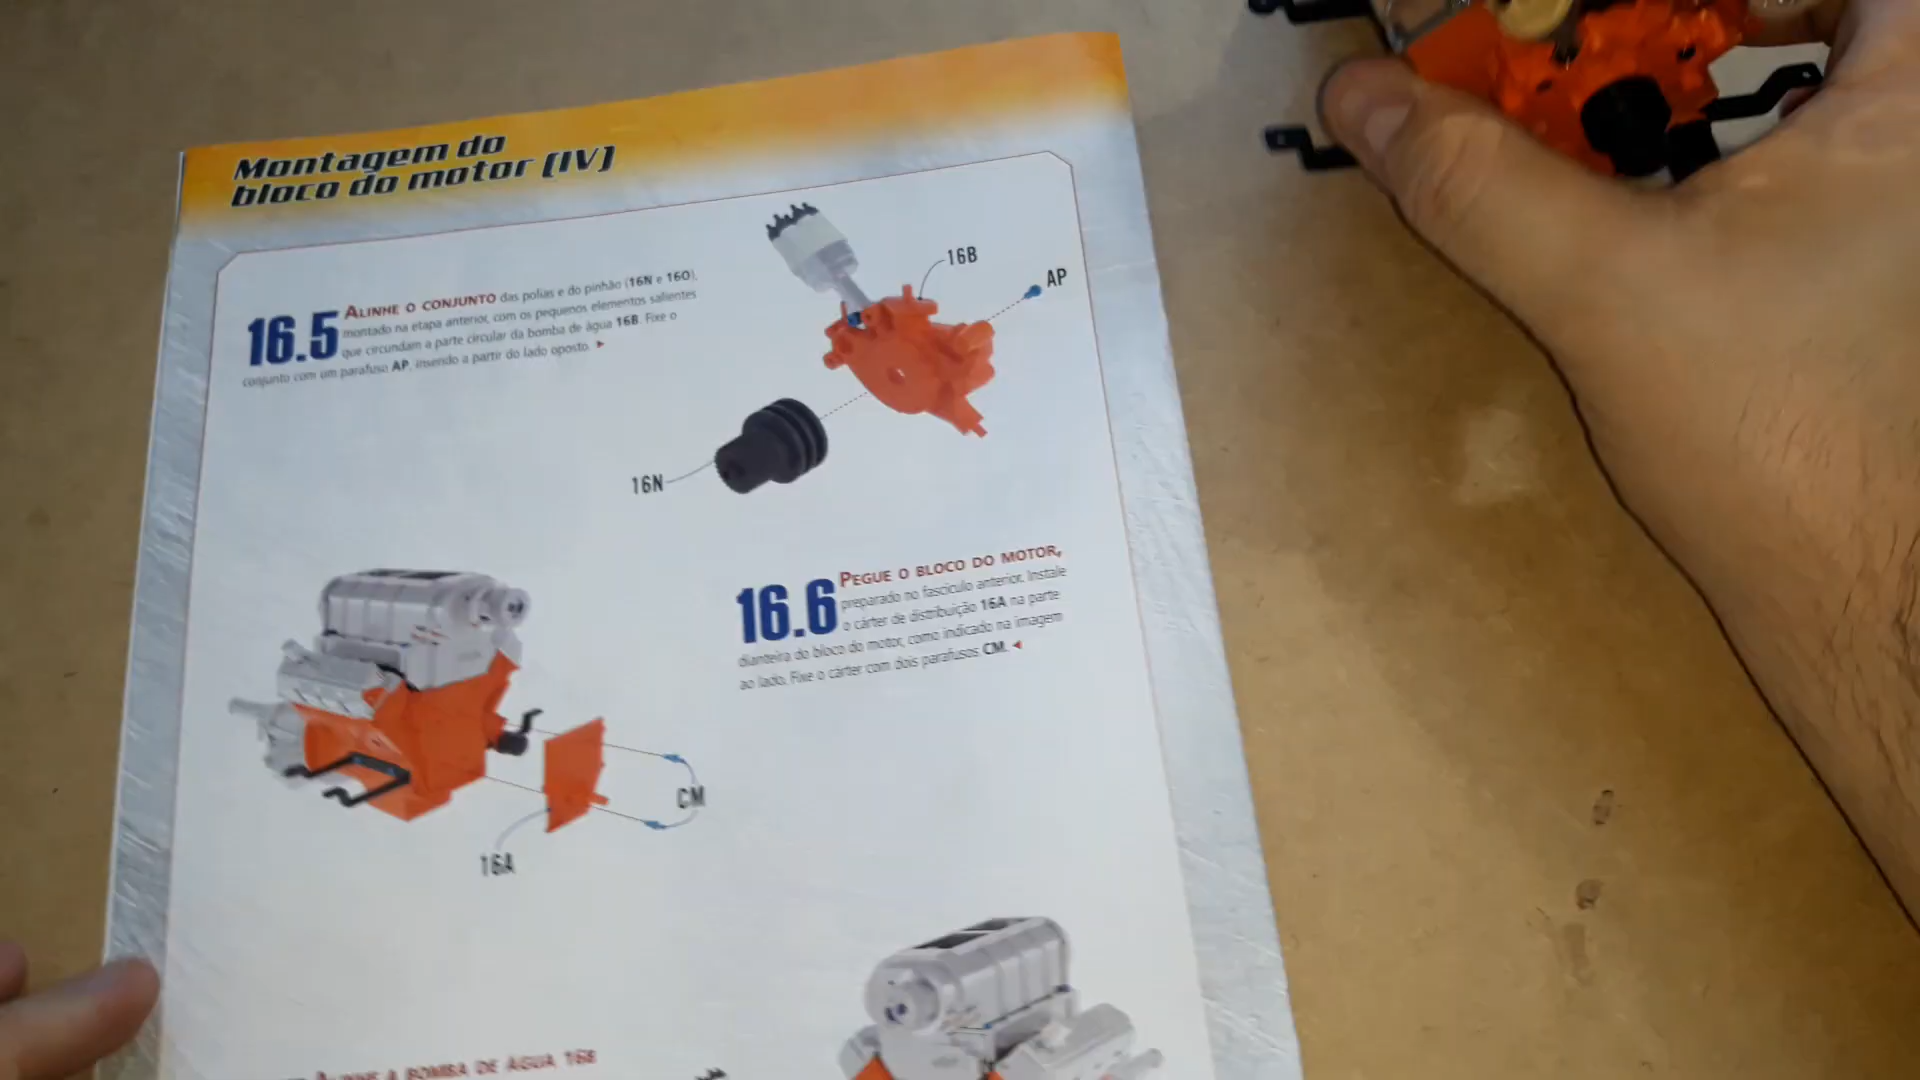 Montagem do
bloco do motor (IV)
16.5 ALINHE O CONJUNTO das polias e do pinhão (16N e 16O),
montado na etapa anterior, com os pequenos elementos salientes
que circundam a parte circular da bomba de água 16B. Fixe o
conjunto com um parafuso AP, inserido a partir do lado oposto.
16B
AP
16N
16.6 PEGUE O BLOCO DO MOTOR,
preparado no fascículo anterior. Instale
o cárter de distribuição 16A na parte
dianteira do bloco do motor, como indicado na imagem
ao lado. Fixe o cárter com dois parafusos CM.
CM
16A
ALINHE A BOMBA DE ÁGUA 16B